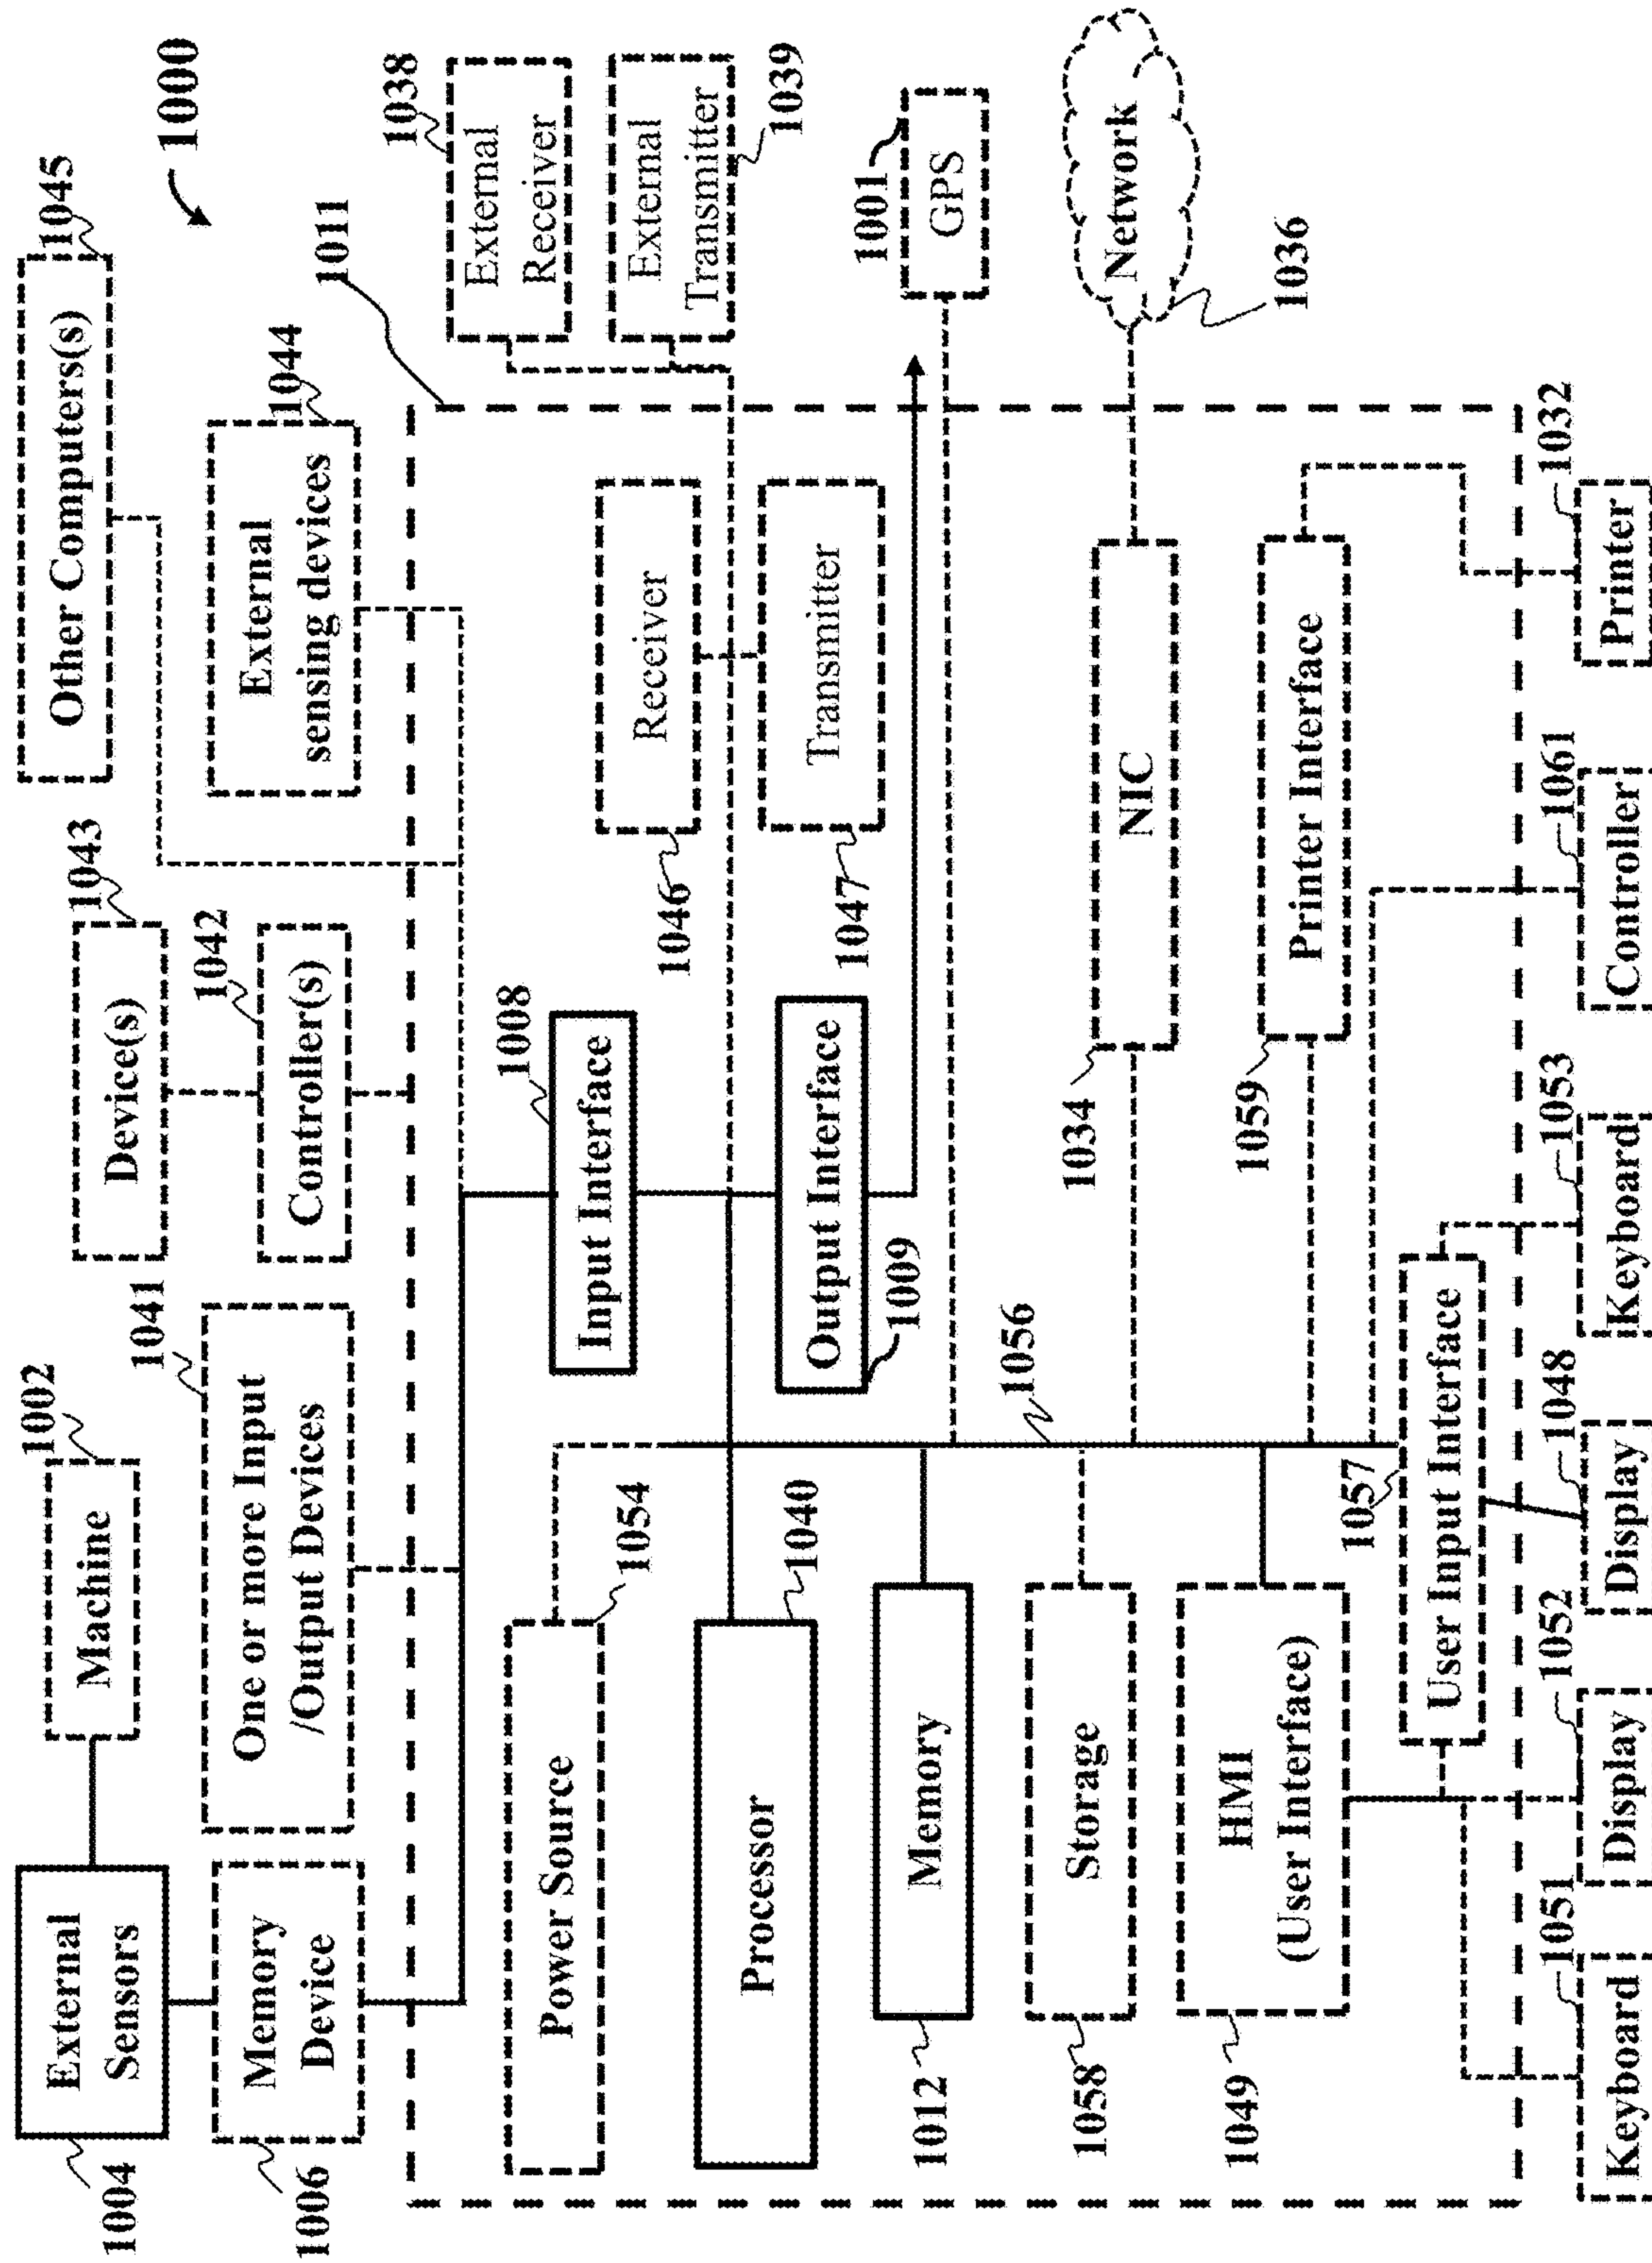 1000
1004
External
Sensors
1002
Machine
1006
Memory
Device
1041
One or more Input
/Output Devices
1043
Device(s)
1042
Controller(s)
1045
Other Computers(s)
1044
External
sensing devices
1011
1038
External
Receiver
1039
External
Transmitter
1054
Power Source
1008
Input Interface
1046
Receiver
1040
Processor
1047
Transmitter
1009
Output Interface
1001
GPS
1012
Memory
1056
1058
Storage
1034
NIC
Network
1036
1049
HMI
(User Interface)
1059
Printer Interface
1057
User Input Interface
1051
Keyboard
1052
Display
1048
Display
1053
Keyboard
1061
Controller
1032
Printer